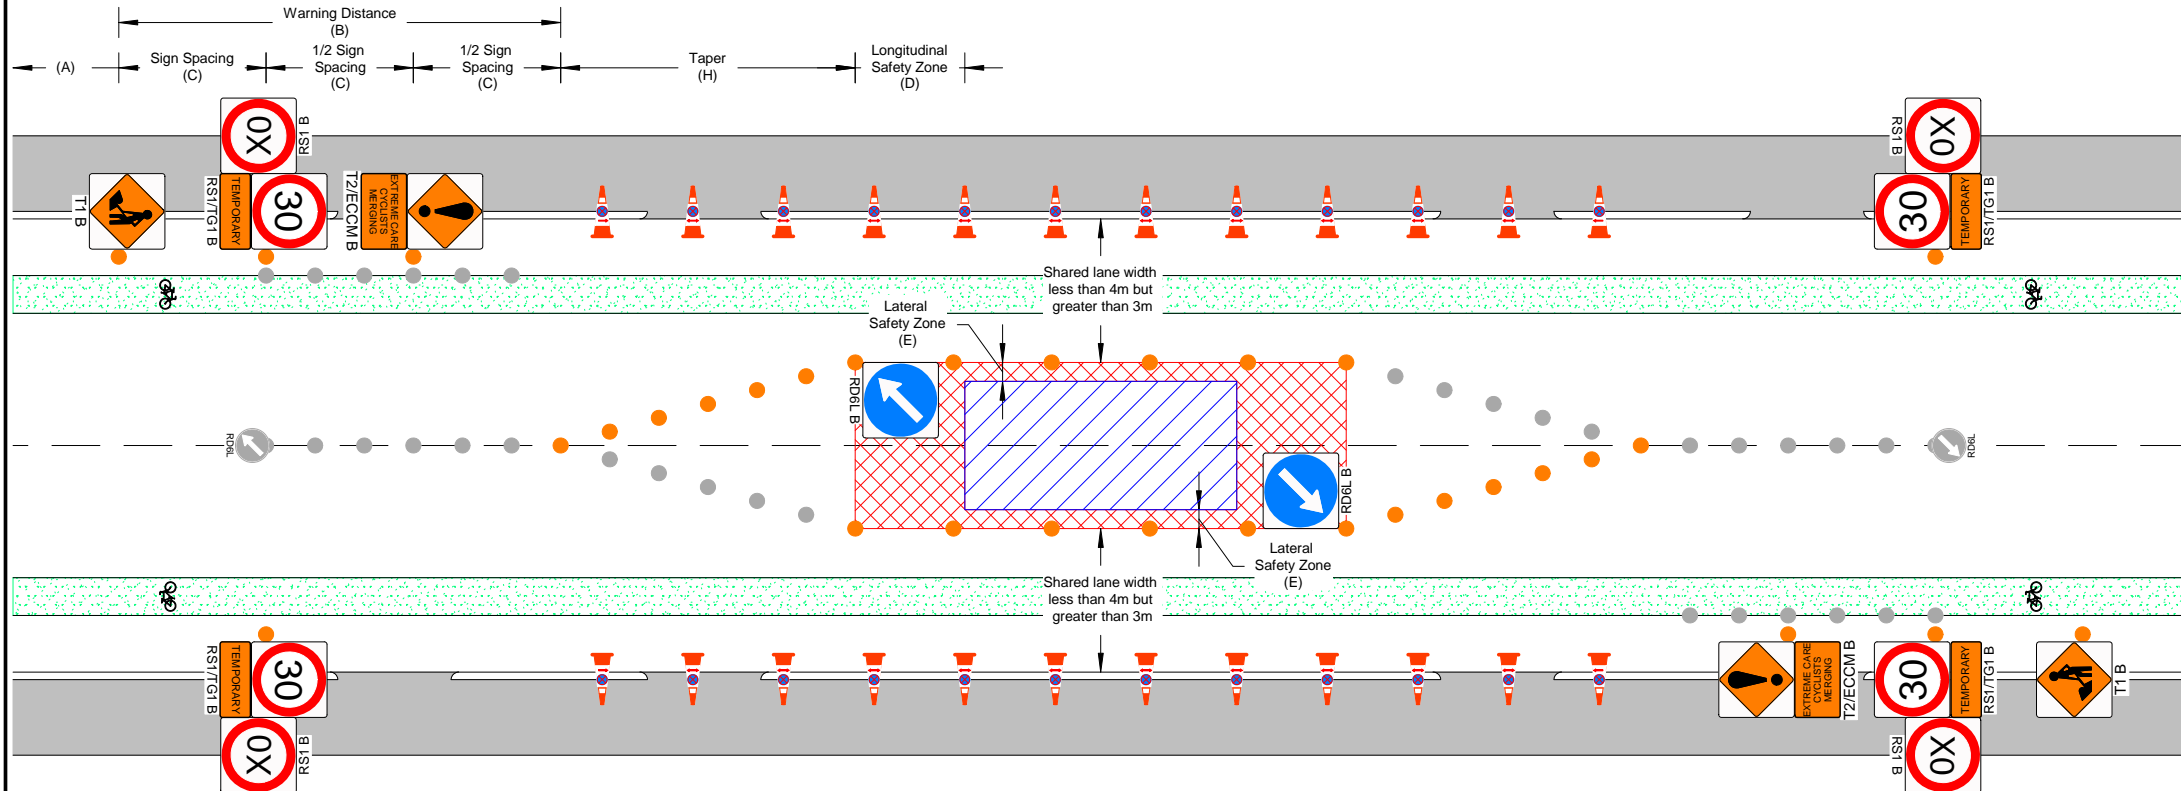 Warning Distance
(B)
(A)
Sign Spacing
(C)
1/2 Sign
Spacing
(C)
1/2 Sign
Spacing
(C)
Taper
(H)
Longitudinal
Safety Zone
(D)
0X
RS1 B
T1 B
TEMPORARY
30
RS1/TG1 B
EXTREME CARE
CYCLISTS
MERGING
T2/ECCM B
0X
RS1 B
30
TEMPORARY
RS1/TG1 B
Shared lane width
less than 4m but
greater than 3m
Lateral
Safety Zone
(E)
RD6L B
RD6L
RD6L
RD6L B
Lateral
Safety Zone
(E)
Shared lane width
less than 4m but
greater than 3m
TEMPORARY
30
RS1/TG1 B
0X
RS1 B
EXTREME CARE
CYCLISTS
MERGING
T2/ECCM B
30
TEMPORARY
RS1/TG1 B
0X
RS1 B
T1 B